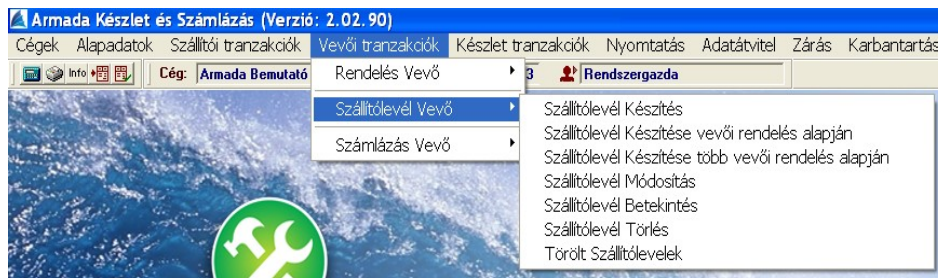 Armada Készlet és Számlázás (Verzió: 2.02.90)
Cégek Alapadatok Szállítói tranzakciók Vevői tranzakciók Készlet tranzakciók Nyomtatás Adatátvitel Zárás Karbantartás
Info Cég: Armada Bemutató 3 Rendszergazda
Rendelés Vevő
Szállítólevél Vevő
Számlázás Vevő
Szállítólevél Készítés
Szállítólevél Készítése vevői rendelés alapján
Szállítólevél Készítése több vevői rendelés alapján
Szállítólevél Módosítás
Szállítólevél Betekintés
Szállítólevél Törlés
Törölt Szállítólevelek